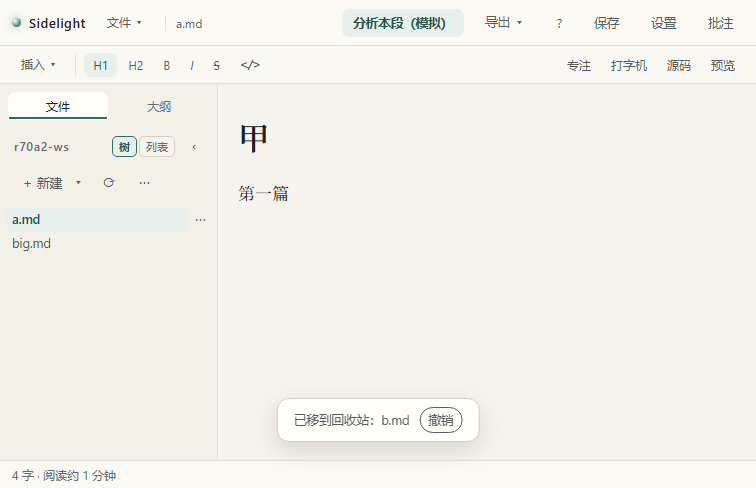 Sidelight 文件 a.md 分析本段（模拟） 导出 ? 保存 设置 批注
插入 H1 H2 B I S </> 专注 打字机 源码 预览
文件 大纲
r70a2-ws 树 列表 ‹
+ 新建 ⟳ ···
a.md ···
big.md
甲
第一篇
已移到回收站：b.md 撤销
4 字 · 阅读约 1 分钟